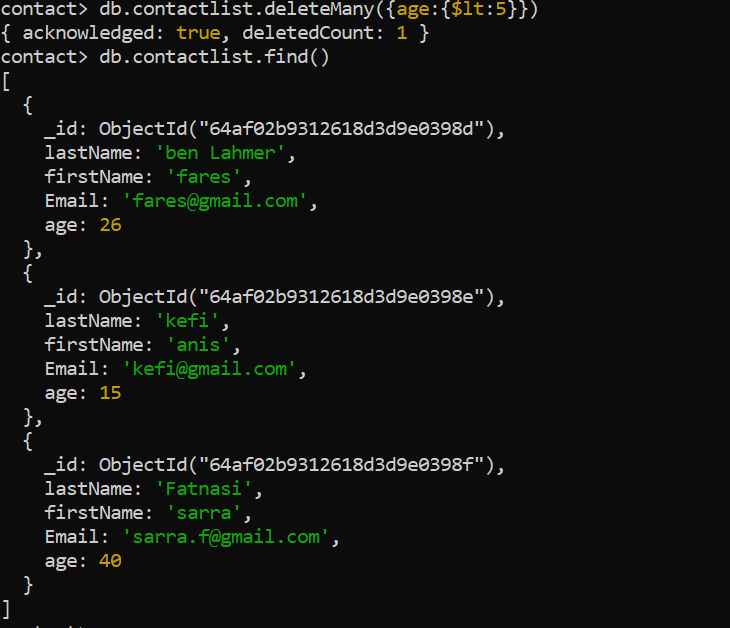 contact> db.contactlist.deleteMany({age:{$lt:5}})
{ acknowledged: true, deletedCount: 1 }
contact> db.contactlist.find()
[
  {
    _id: ObjectId("64af02b9312618d3d9e0398d"),
    lastName: 'ben Lahmer',
    firstName: 'fares',
    Email: 'fares@gmail.com',
    age: 26
  },
  {
    _id: ObjectId("64af02b9312618d3d9e0398e"),
    lastName: 'kefi',
    firstName: 'anis',
    Email: 'kefi@gmail.com',
    age: 15
  },
  {
    _id: ObjectId("64af02b9312618d3d9e0398f"),
    lastName: 'Fatnasi',
    firstName: 'sarra',
    Email: 'sarra.f@gmail.com',
    age: 40
  }
]